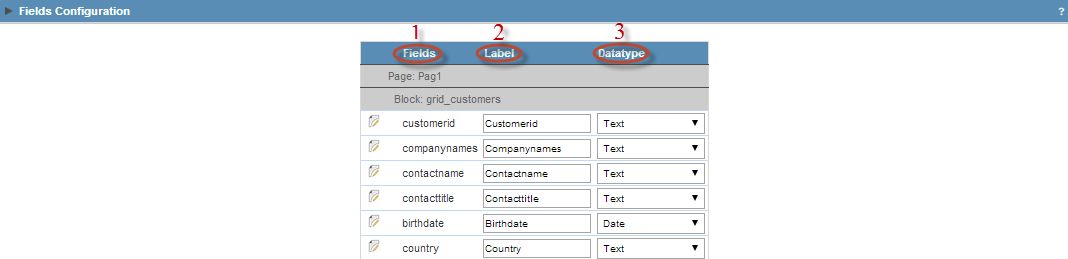 Fields Configuration ?
1 2 3
Fields Label Datatype
Page: Pag1
Block: grid_customers
customerid Customerid Text
companynames Companynames Text
contactname Contactname Text
contacttitle Contacttitle Text
birthdate Birthdate Date
country Country Text